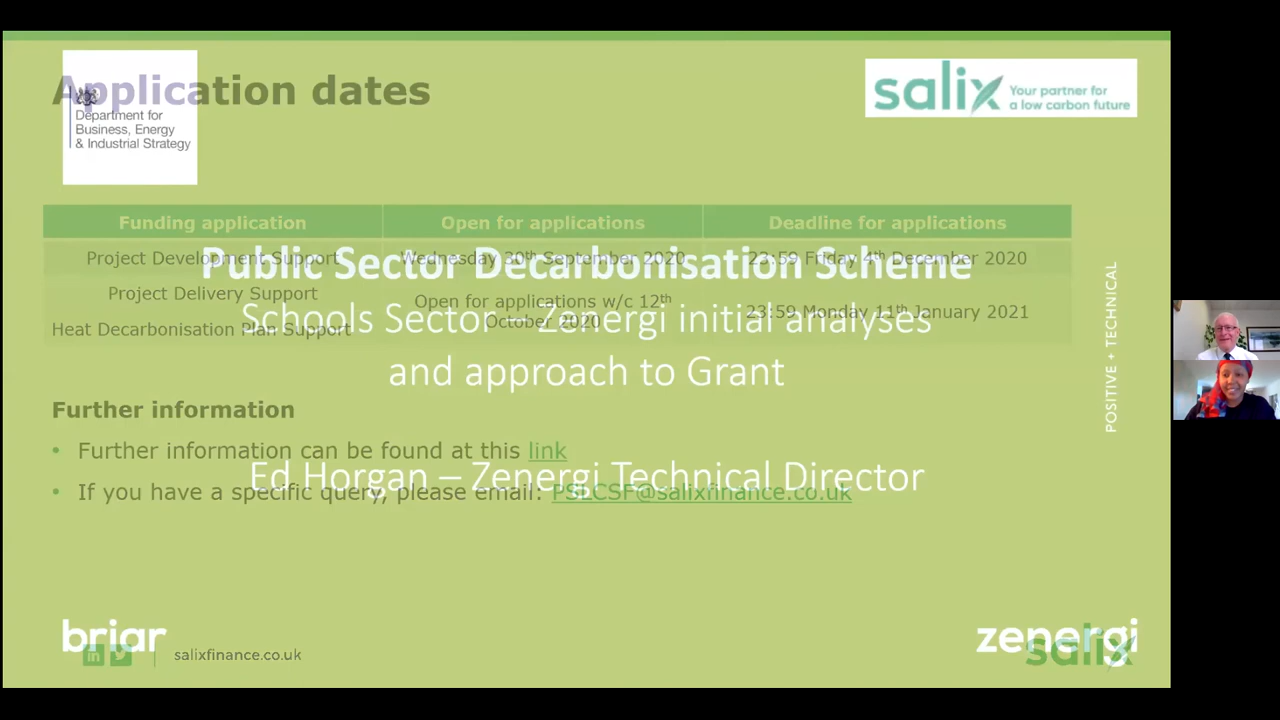 Application dates
Department for
Business, Energy
& Industrial Strategy
salix
Your partner for
a low carbon future
Funding application
Open for applications
Deadline for applications
Project Development Support
Wednesday 30th September 2020
23:59 Friday 4th December 2020
Project Delivery Support
Heat Decarbonisation Plan Support
Open for applications w/c 12th
October 2020
23:59 Monday 11th January 2021
Public Sector Decarbonisation Scheme
Schools Sector – Zenergi initial analyses
and approach to Grant
Ed Horgan – Zenergi Technical Director
Further information
• Further information can be found at this link
• If you have a specific query, please email: PSLCSF@salixfinance.co.uk
POSITIVE + TECHNICAL
briar
in
salixfinance.co.uk
zenergi
salix